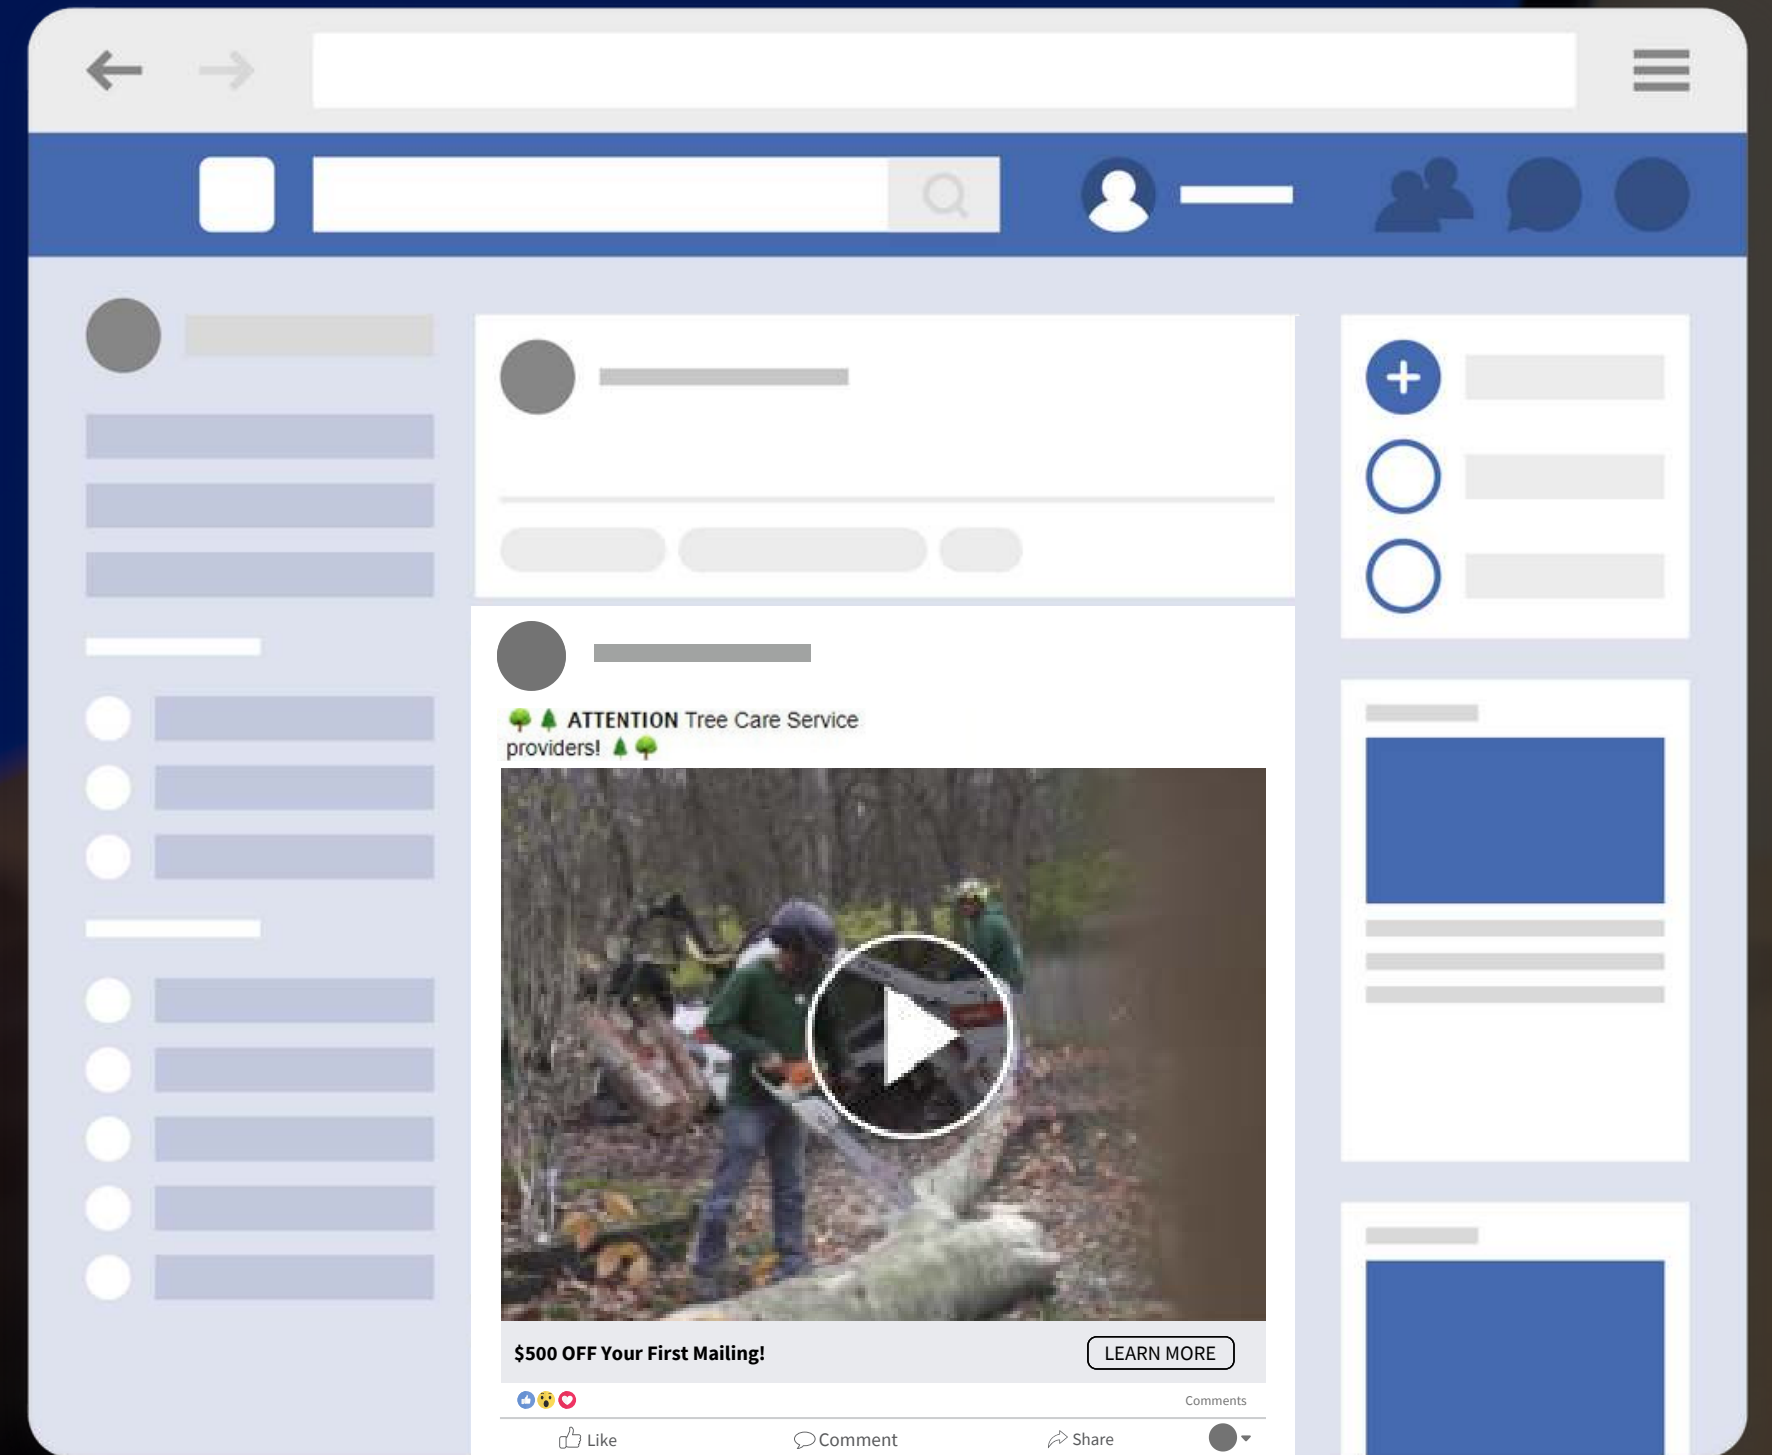 🌳🌲 ATTENTION Tree Care Service
providers! 🌲🌳
$500 OFF Your First Mailing!
LEARN MORE
Comments
Like
Comment
Share